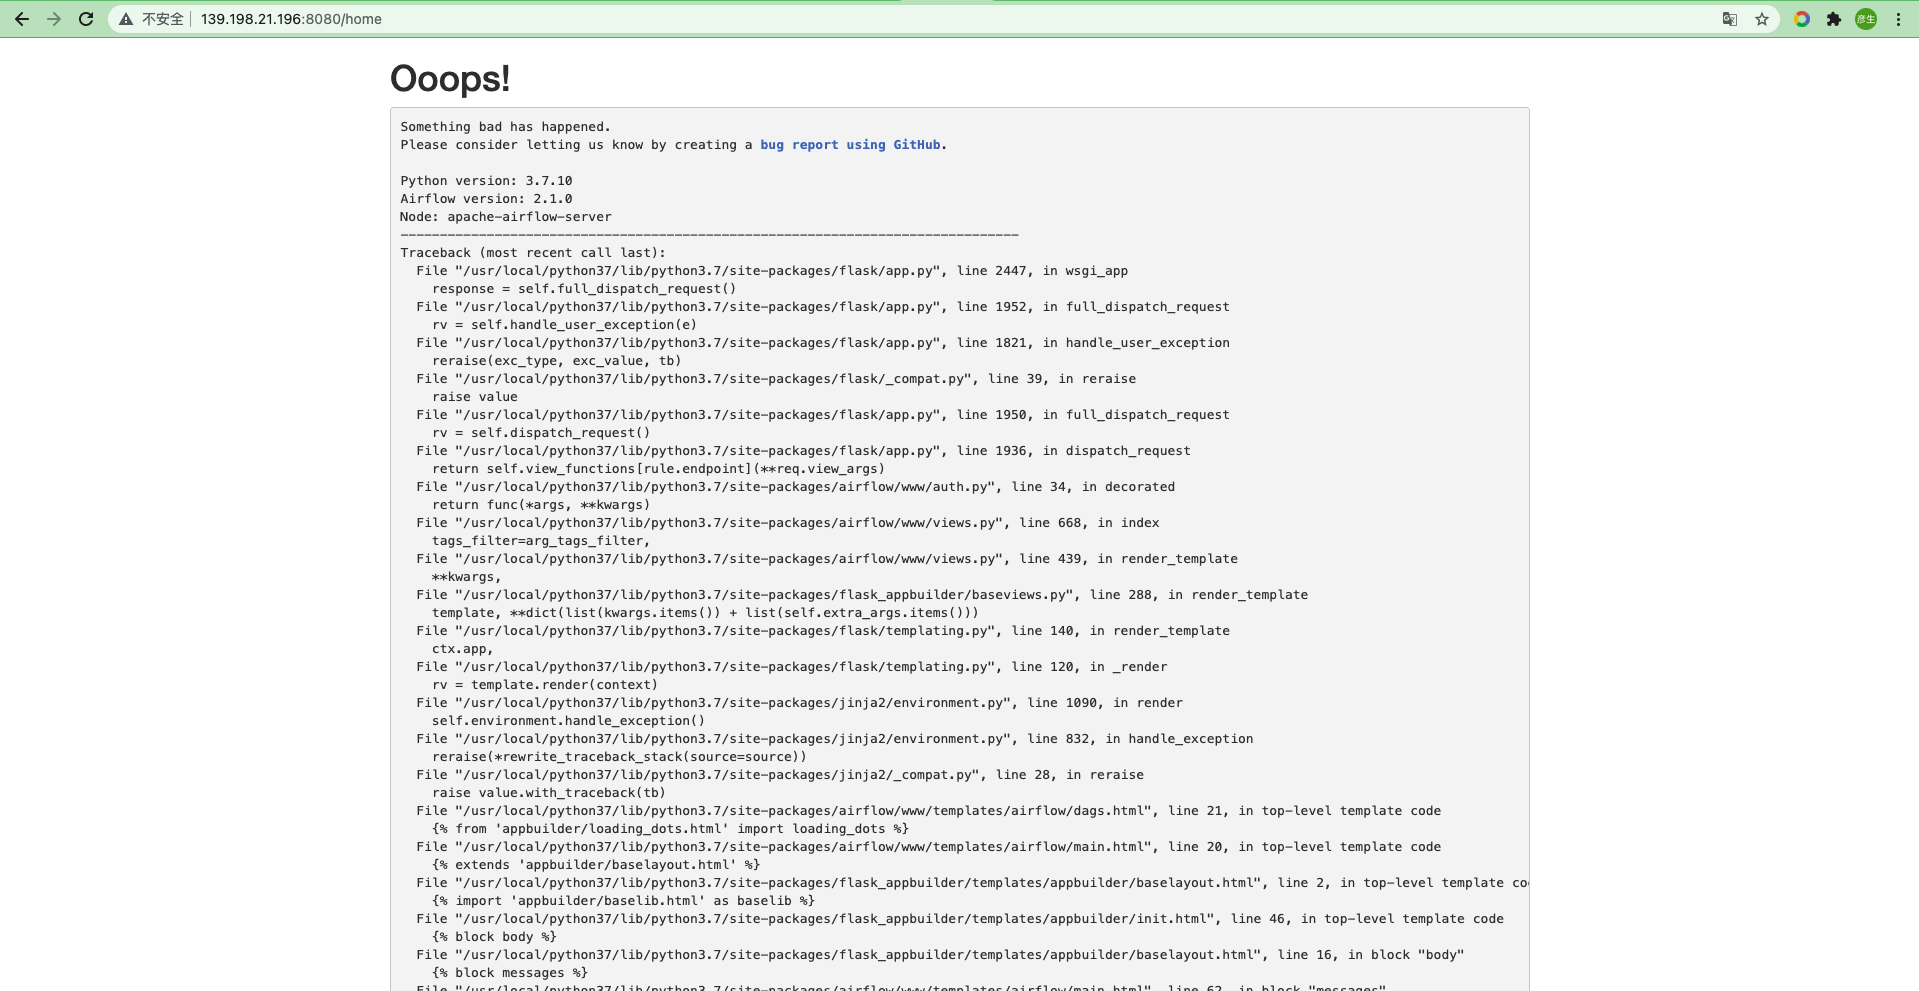 不安全 139.198.21.196:8080/home 彦生
Ooops!
Something bad has happened.
Please consider letting us know by creating a bug report using GitHub.
Python version: 3.7.10
Airflow version: 2.1.0
Node: apache-airflow-server
-------------------------------------------------------------------------------
Traceback (most recent call last):
  File "/usr/local/python37/lib/python3.7/site-packages/flask/app.py", line 2447, in wsgi_app
    response = self.full_dispatch_request()
  File "/usr/local/python37/lib/python3.7/site-packages/flask/app.py", line 1952, in full_dispatch_request
    rv = self.handle_user_exception(e)
  File "/usr/local/python37/lib/python3.7/site-packages/flask/app.py", line 1821, in handle_user_exception
    reraise(exc_type, exc_value, tb)
  File "/usr/local/python37/lib/python3.7/site-packages/flask/_compat.py", line 39, in reraise
    raise value
  File "/usr/local/python37/lib/python3.7/site-packages/flask/app.py", line 1950, in full_dispatch_request
    rv = self.dispatch_request()
  File "/usr/local/python37/lib/python3.7/site-packages/flask/app.py", line 1936, in dispatch_request
    return self.view_functions[rule.endpoint](**req.view_args)
  File "/usr/local/python37/lib/python3.7/site-packages/airflow/www/auth.py", line 34, in decorated
    return func(*args, **kwargs)
  File "/usr/local/python37/lib/python3.7/site-packages/airflow/www/views.py", line 668, in index
    tags_filter=arg_tags_filter,
  File "/usr/local/python37/lib/python3.7/site-packages/airflow/www/views.py", line 439, in render_template
    **kwargs,
  File "/usr/local/python37/lib/python3.7/site-packages/flask_appbuilder/baseviews.py", line 288, in render_template
    template, **dict(list(kwargs.items()) + list(self.extra_args.items()))
  File "/usr/local/python37/lib/python3.7/site-packages/flask/templating.py", line 140, in render_template
    ctx.app,
  File "/usr/local/python37/lib/python3.7/site-packages/flask/templating.py", line 120, in _render
    rv = template.render(context)
  File "/usr/local/python37/lib/python3.7/site-packages/jinja2/environment.py", line 1090, in render
    self.environment.handle_exception()
  File "/usr/local/python37/lib/python3.7/site-packages/jinja2/environment.py", line 832, in handle_exception
    reraise(*rewrite_traceback_stack(source=source))
  File "/usr/local/python37/lib/python3.7/site-packages/jinja2/_compat.py", line 28, in reraise
    raise value.with_traceback(tb)
  File "/usr/local/python37/lib/python3.7/site-packages/airflow/www/templates/airflow/dags.html", line 21, in top-level template code
    {% from 'appbuilder/loading_dots.html' import loading_dots %}
  File "/usr/local/python37/lib/python3.7/site-packages/airflow/www/templates/airflow/main.html", line 20, in top-level template code
    {% extends 'appbuilder/baselayout.html' %}
  File "/usr/local/python37/lib/python3.7/site-packages/flask_appbuilder/templates/appbuilder/baselayout.html", line 2, in top-level template co
    {% import 'appbuilder/baselib.html' as baselib %}
  File "/usr/local/python37/lib/python3.7/site-packages/flask_appbuilder/templates/appbuilder/init.html", line 46, in top-level template code
    {% block body %}
  File "/usr/local/python37/lib/python3.7/site-packages/flask_appbuilder/templates/appbuilder/baselayout.html", line 16, in block "body"
    {% block messages %}
  File "/usr/local/python37/lib/python3.7/site-packages/airflow/www/templates/airflow/main.html", line 62, in block "messages"